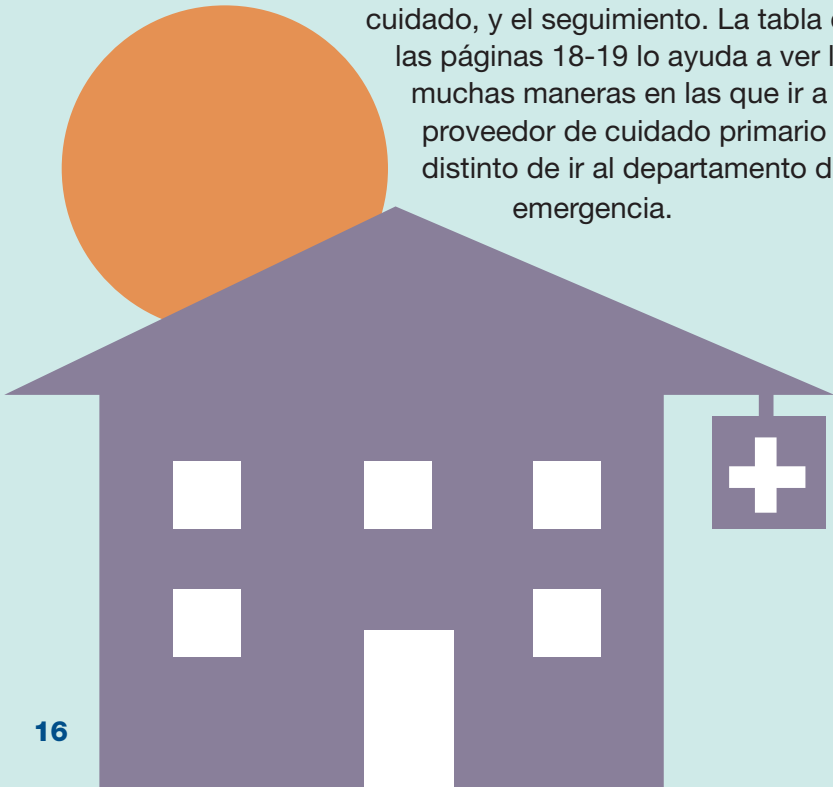 cuidado, y el seguimiento. La tabla
las páginas 18-19 lo ayuda a ver
muchas maneras en las que ir a
proveedor de cuidado primario
distinto de ir al departamento
emergencia.
16